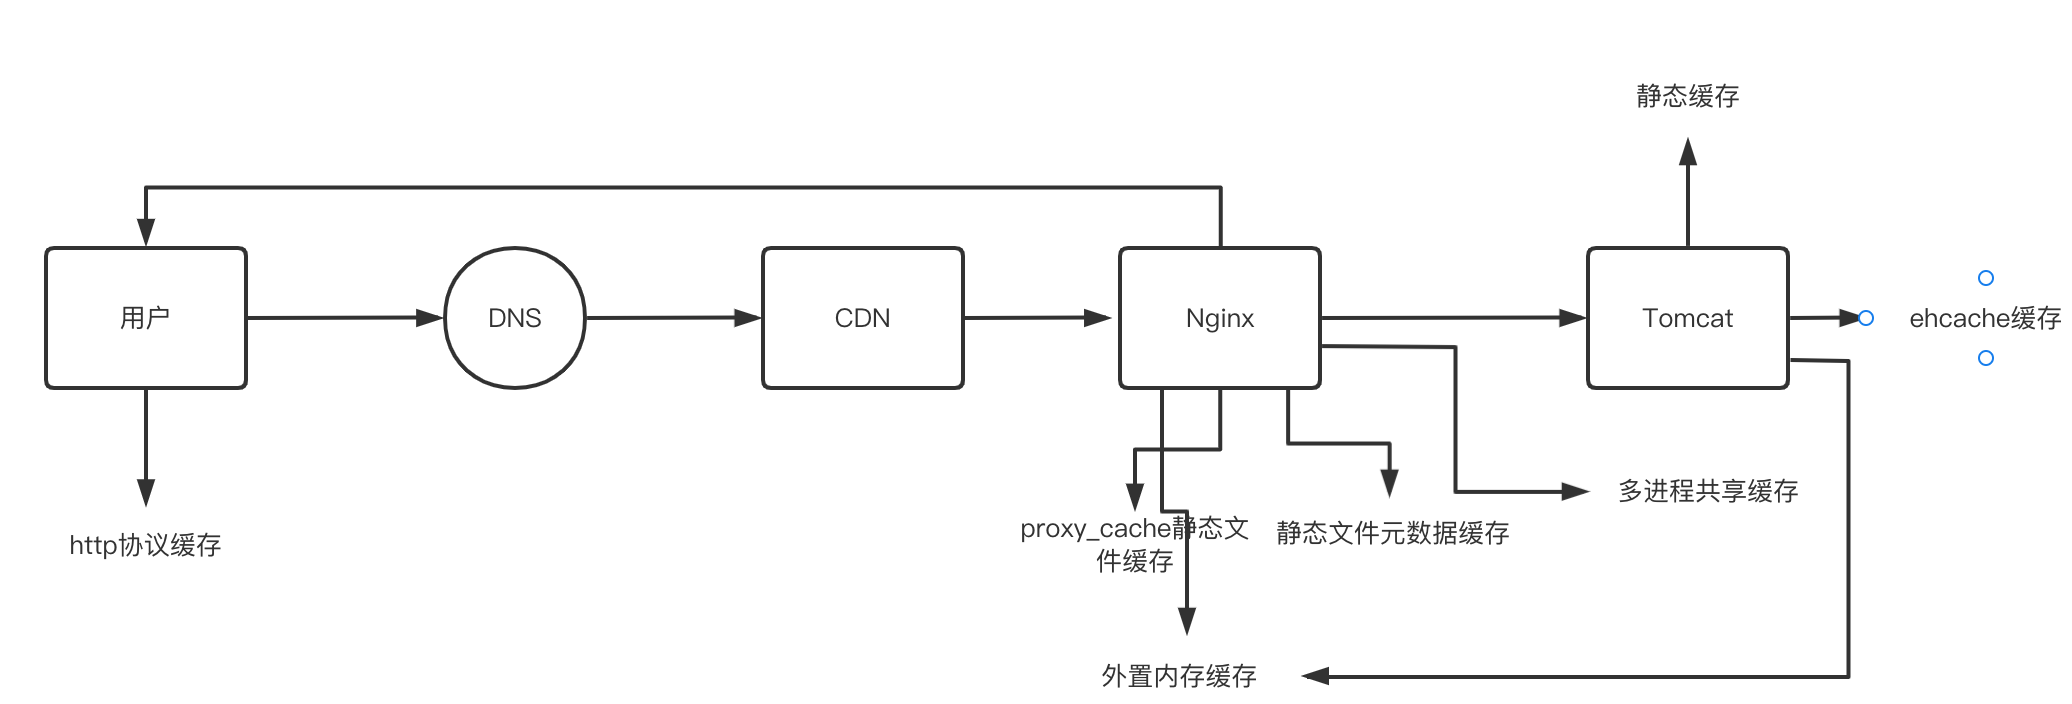 静态缓存
用户
DNS
CDN
Nginx
Tomcat
ehcache缓存
http协议缓存
proxy_cache静态文
件缓存
静态文件元数据缓存
多进程共享缓存
外置内存缓存